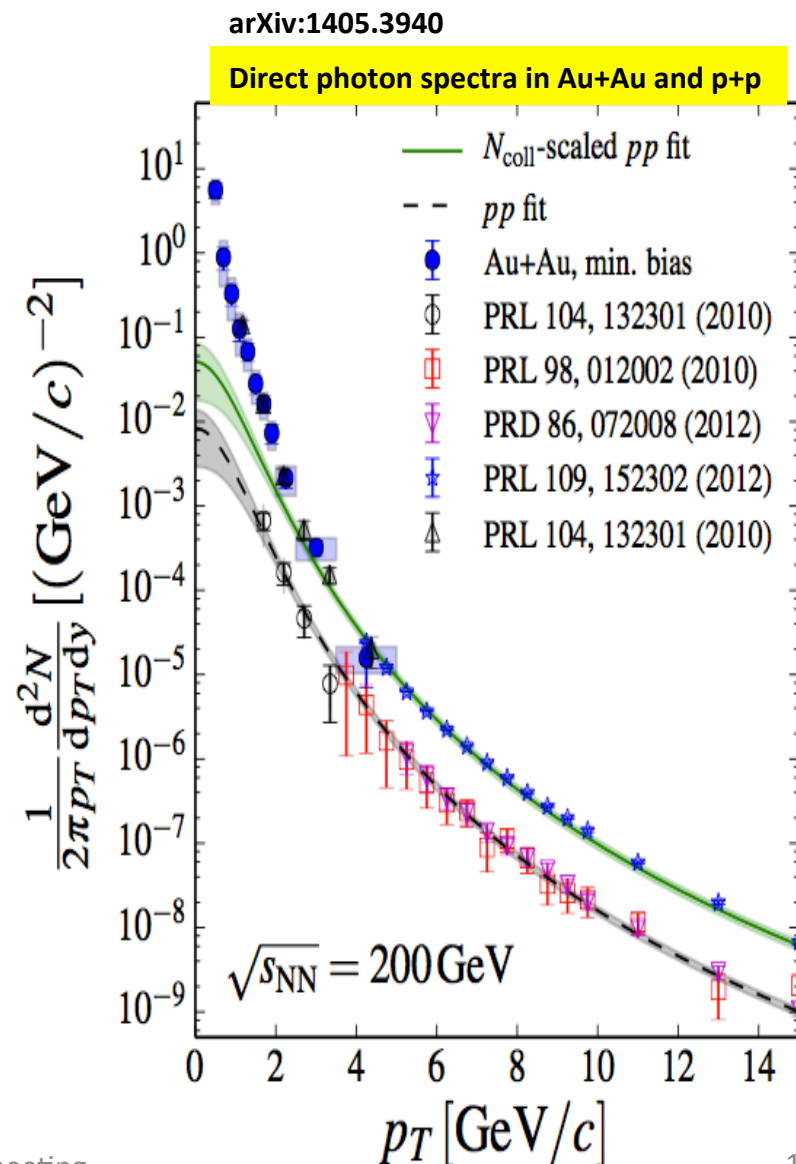 arXiv:1405.3940
Direct photon spectra in Au+Au and p+p
N_coll-scaled pp fit
pp fit
Au+Au, min. bias
PRL 104, 132301 (2010)
PRL 98, 012002 (2010)
PRD 86, 072008 (2012)
PRL 109, 152302 (2012)
PRL 104, 132301 (2010)
10^1
10^0
10^−1
10^−2
10^−3
10^−4
10^−5
10^−6
10^−7
10^−8
10^−9
1/(2πp_T) d^2N/(dp_T dy) [(GeV/c)^−2]
√s_NN = 200 GeV
0 2 4 6 8 10 12 14
p_T [GeV/c]
1